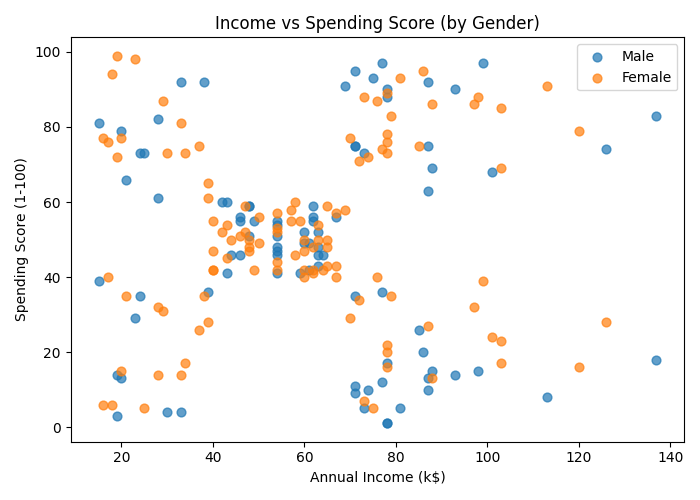 Income vs Spending Score (by Gender)
Male
Female
Spending Score (1-100)
100
80
60
40
20
0
20
40
60
80
100
120
140
Annual Income (k$)